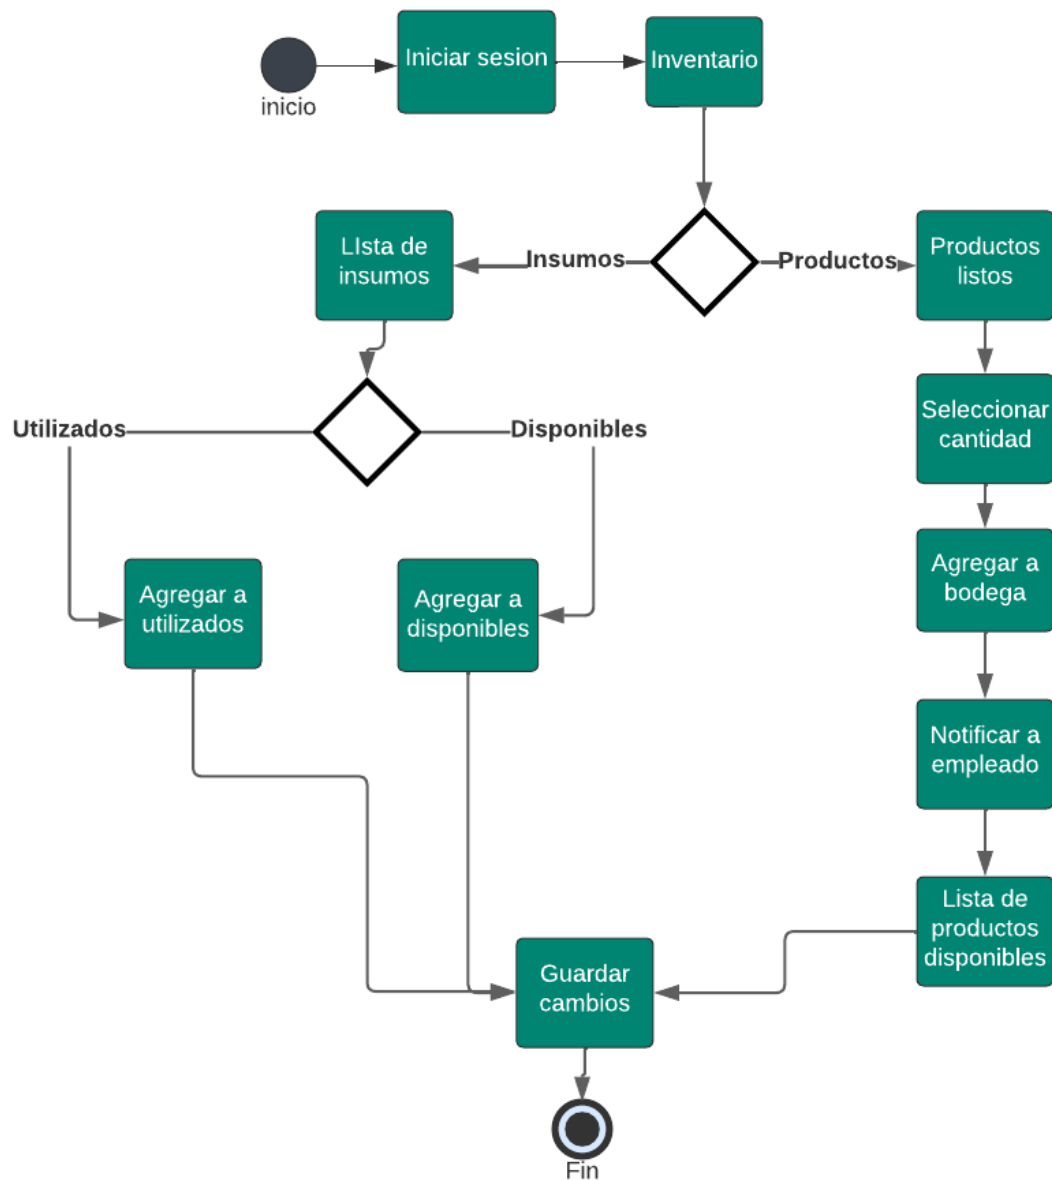 Iniciar sesion
Inventario
inicio
LIsta de
insumos
Insumos
Productos
Productos
listos
Utilizados
Disponibles
Seleccionar
cantidad
Agregar a
utilizados
Agregar a
disponibles
Agregar a
bodega
Notificar a
empleado
Lista de
productos
disponibles
Guardar
cambios
Fin